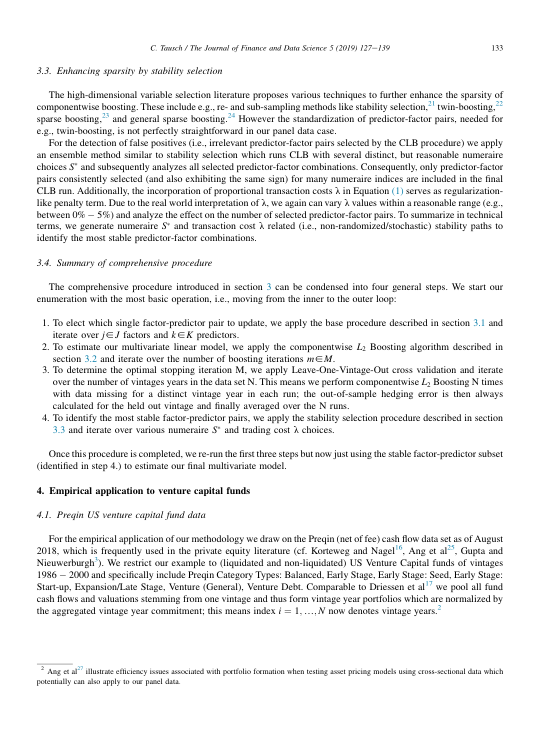 C. Tausch / The Journal of Finance and Data Science 5 (2019) 127–139
133
3.3. Enhancing sparsity by stability selection
The high-dimensional variable selection literature proposes various techniques to further enhance the sparsity of
componentwise boosting. These include e.g., re- and sub-sampling methods like stability selection,21 twin-boosting,22
sparse boosting,23 and general sparse boosting.24 However the standardization of predictor-factor pairs, needed for
e.g., twin-boosting, is not perfectly straightforward in our panel data case.
For the detection of false positives (i.e., irrelevant predictor-factor pairs selected by the CLB procedure) we apply
an ensemble method similar to stability selection which runs CLB with several distinct, but reasonable numeraire
choices S* and subsequently analyzes all selected predictor-factor combinations. Consequently, only predictor-factor
pairs consistently selected (and also exhibiting the same sign) for many numeraire indices are included in the final
CLB run. Additionally, the incorporation of proportional transaction costs λ in Equation (1) serves as regularization-
like penalty term. Due to the real world interpretation of λ, we again can vary λ values within a reasonable range (e.g.,
between 0% − 5%) and analyze the effect on the number of selected predictor-factor pairs. To summarize in technical
terms, we generate numeraire S* and transaction cost λ related (i.e., non-randomized/stochastic) stability paths to
identify the most stable predictor-factor combinations.
3.4. Summary of comprehensive procedure
The comprehensive procedure introduced in section 3 can be condensed into four general steps. We start our
enumeration with the most basic operation, i.e., moving from the inner to the outer loop:
1. To elect which single factor-predictor pair to update, we apply the base procedure described in section 3.1 and
iterate over j∈J factors and k∈K predictors.
2. To estimate our multivariate linear model, we apply the componentwise L2 Boosting algorithm described in
section 3.2 and iterate over the number of boosting iterations m∈M.
3. To determine the optimal stopping iteration M, we apply Leave-One-Vintage-Out cross validation and iterate
over the number of vintages years in the data set N. This means we perform componentwise L2 Boosting N times
with data missing for a distinct vintage year in each run; the out-of-sample hedging error is then always
calculated for the held out vintage and finally averaged over the N runs.
4. To identify the most stable factor-predictor pairs, we apply the stability selection procedure described in section
3.3 and iterate over various numeraire S* and trading cost λ choices.
Once this procedure is completed, we re-run the first three steps but now just using the stable factor-predictor subset
(identified in step 4.) to estimate our final multivariate model.
4. Empirical application to venture capital funds
4.1. Preqin US venture capital fund data
For the empirical application of our methodology we draw on the Preqin (net of fee) cash flow data set as of August
2018, which is frequently used in the private equity literature (cf. Korteweg and Nagel16, Ang et al25, Gupta and
Nieuwerburgh3). We restrict our example to (liquidated and non-liquidated) US Venture Capital funds of vintages
1986 − 2000 and specifically include Preqin Category Types: Balanced, Early Stage, Early Stage: Seed, Early Stage:
Start-up, Expansion/Late Stage, Venture (General), Venture Debt. Comparable to Driessen et al17 we pool all fund
cash flows and valuations stemming from one vintage and thus form vintage year portfolios which are normalized by
the aggregated vintage year commitment; this means index i = 1, …, N now denotes vintage years.2
2 Ang et al27 illustrate efficiency issues associated with portfolio formation when testing asset pricing models using cross-sectional data which
potentially can also apply to our panel data.